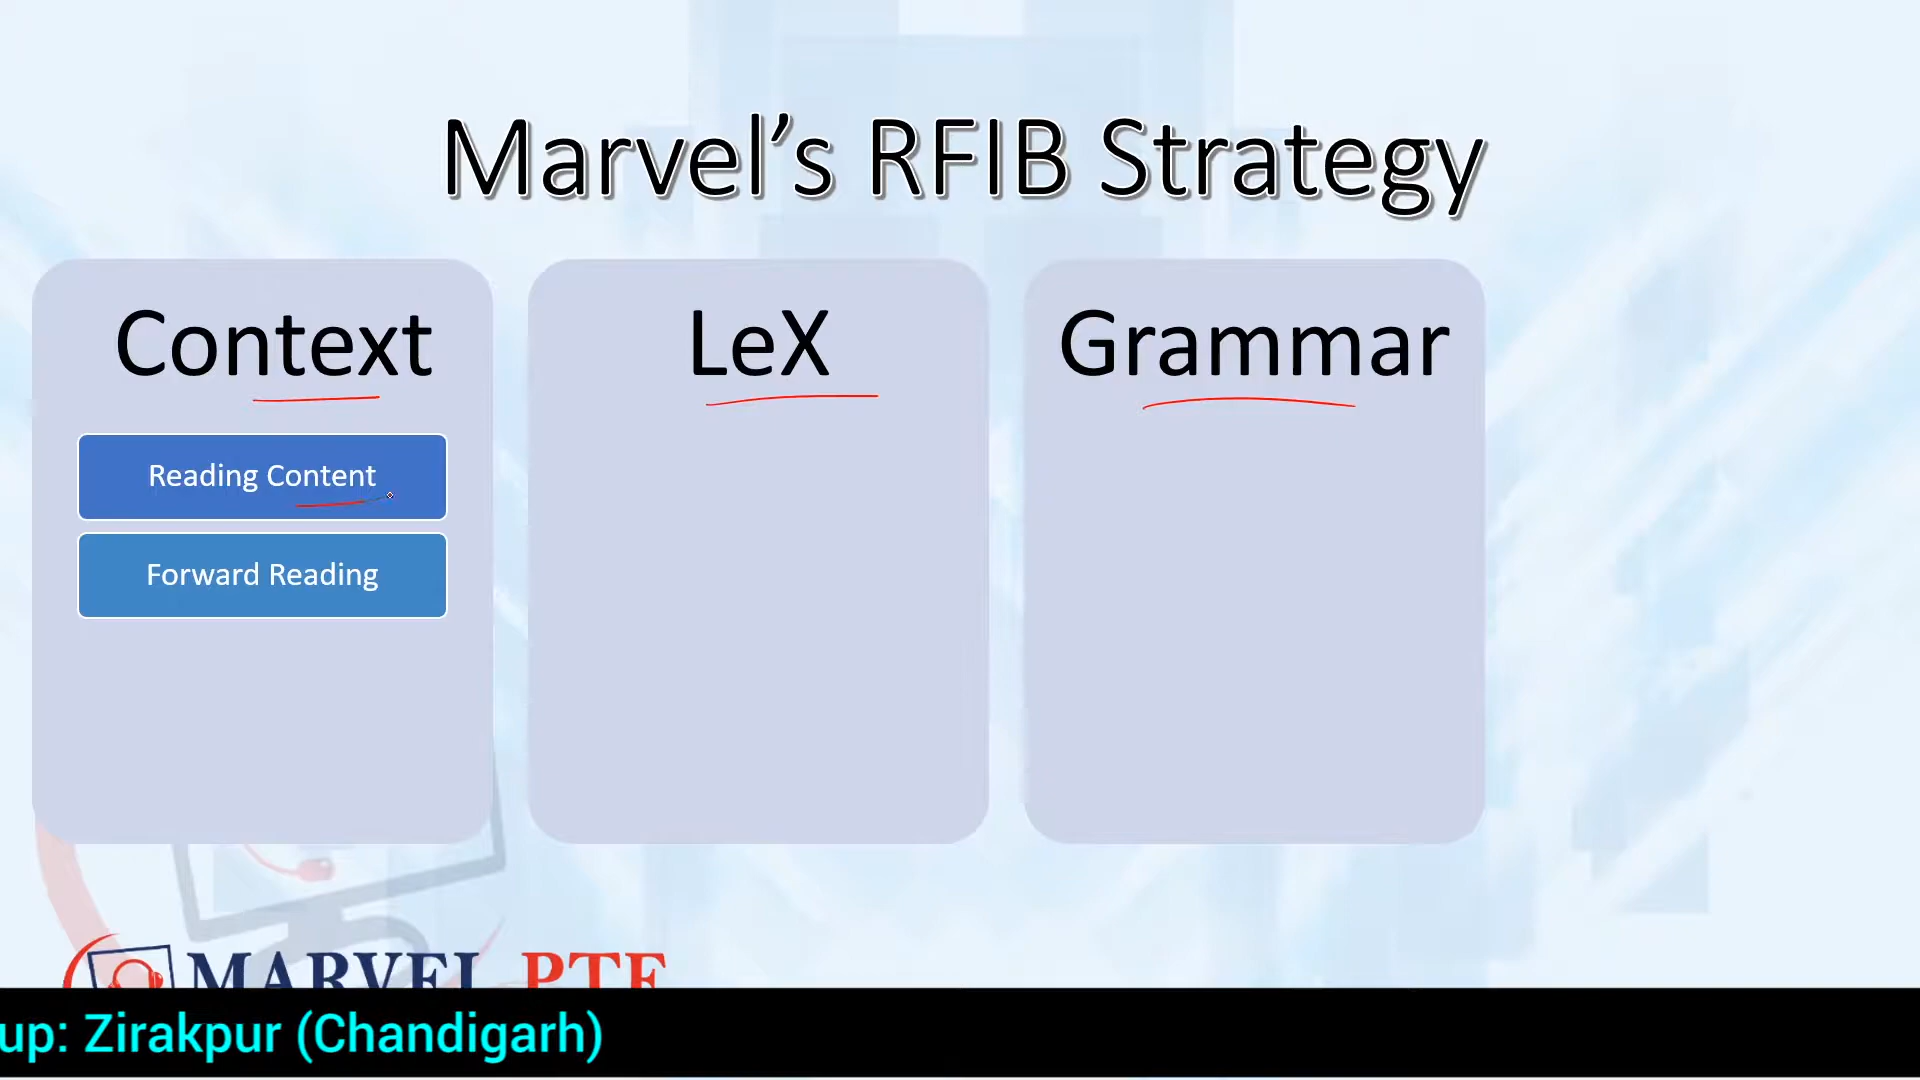 Marvel's RFIB Strategy
Context
LeX
Grammar
Reading Content
Forward Reading
MARVEL PTE
up: Zirakpur (Chandigarh)